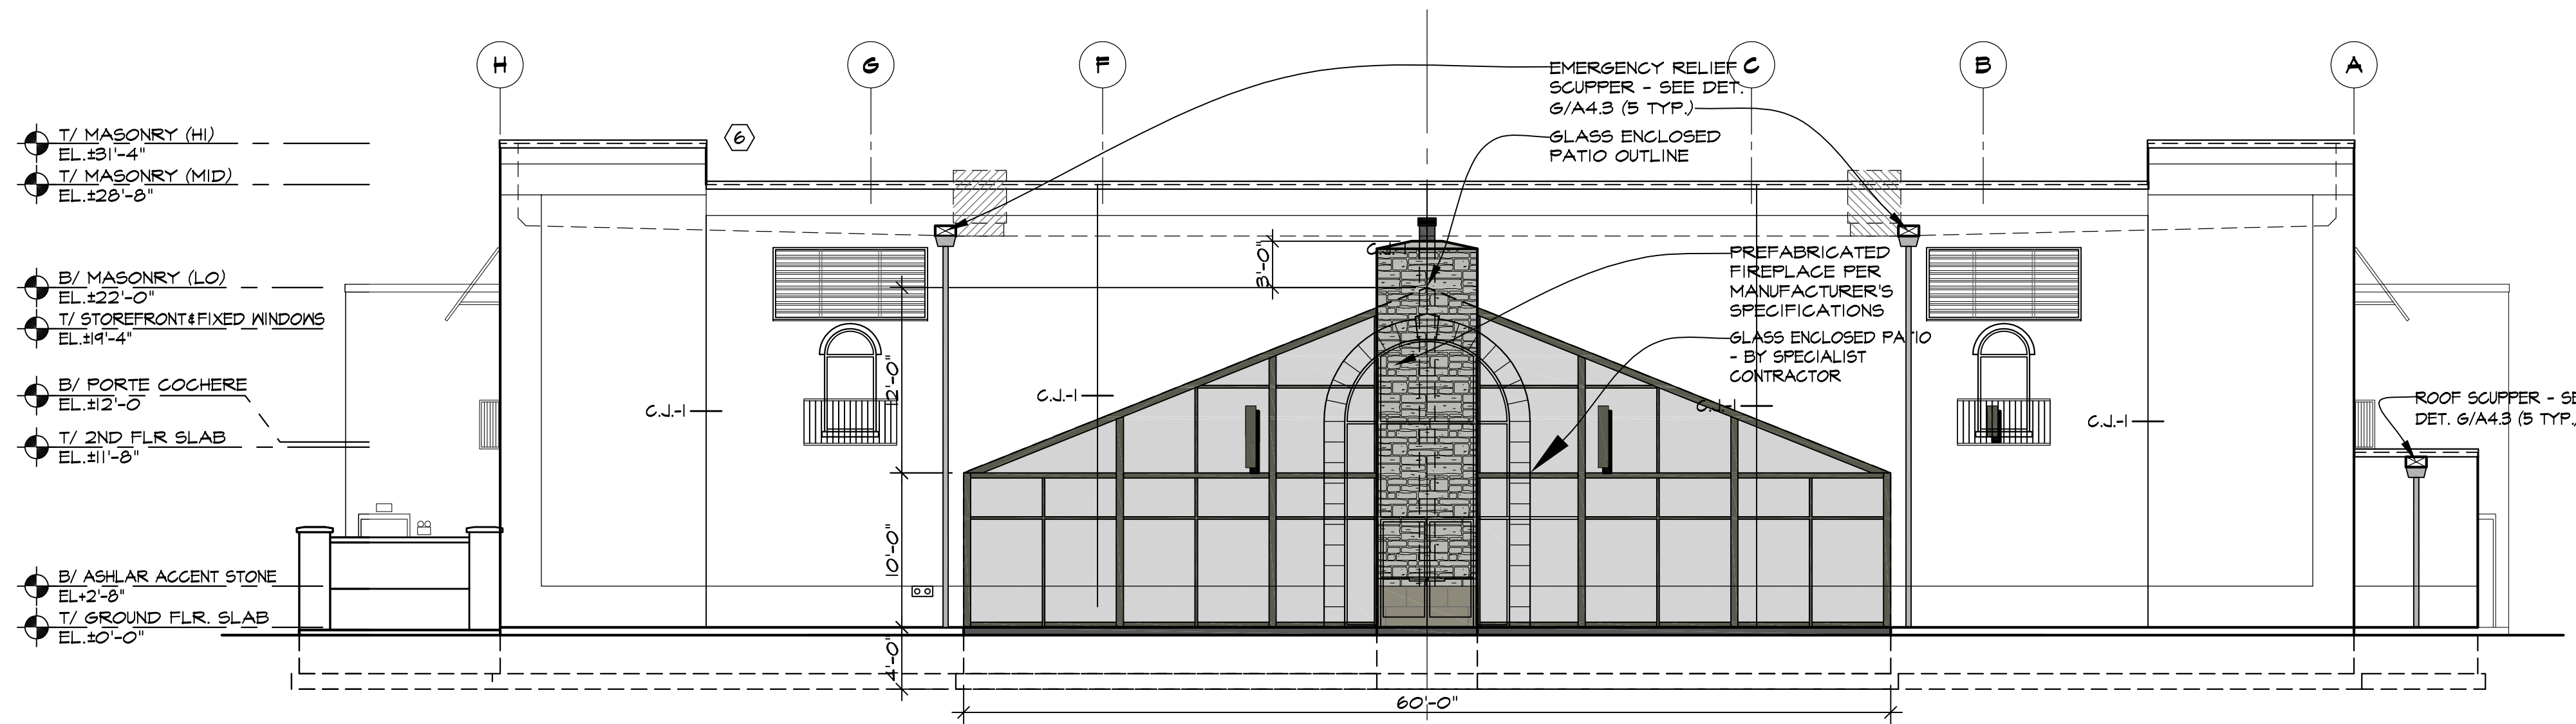 H
G
F
C
B
A
6
T/ MASONRY (HI)
EL.±31'-4"
T/ MASONRY (MID)
EL.±28'-8"
B/ MASONRY (LO)
EL.±22'-0"
T/ STOREFRONT&FIXED WINDOWS
EL.±19'-4"
B/ PORTE COCHERE
EL.±12'-0
T/ 2ND FLR SLAB
EL.±11'-8"
B/ ASHLAR ACCENT STONE
EL+2'-8"
T/ GROUND FLR. SLAB
EL.±0'-0"
EMERGENCY RELIEF
SCUPPER - SEE DET.
G/A4.3 (5 TYP.)
GLASS ENCLOSED
PATIO OUTLINE
PREFABRICATED
FIREPLACE PER
MANUFACTURER'S
SPECIFICATIONS
GLASS ENCLOSED PATIO
- BY SPECIALIST
CONTRACTOR
ROOF SCUPPER - SE
DET. G/A4.3 (5 TYP.)
C.J.-1
C.J.-1
C.J.-1
C.J.-1
3'-0"
12'-0"
10'-0"
4'-0"
60'-0"